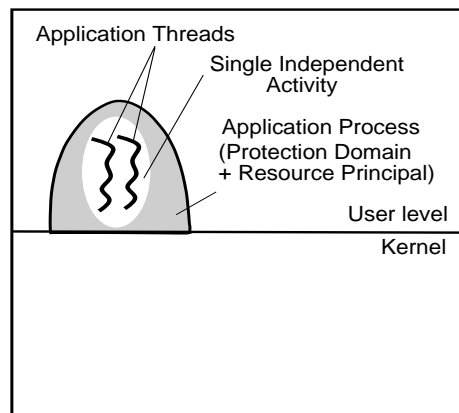 Application Threads
Single Independent
Activity
Application Process
(Protection Domain
+ Resource Principal)
User level
Kernel